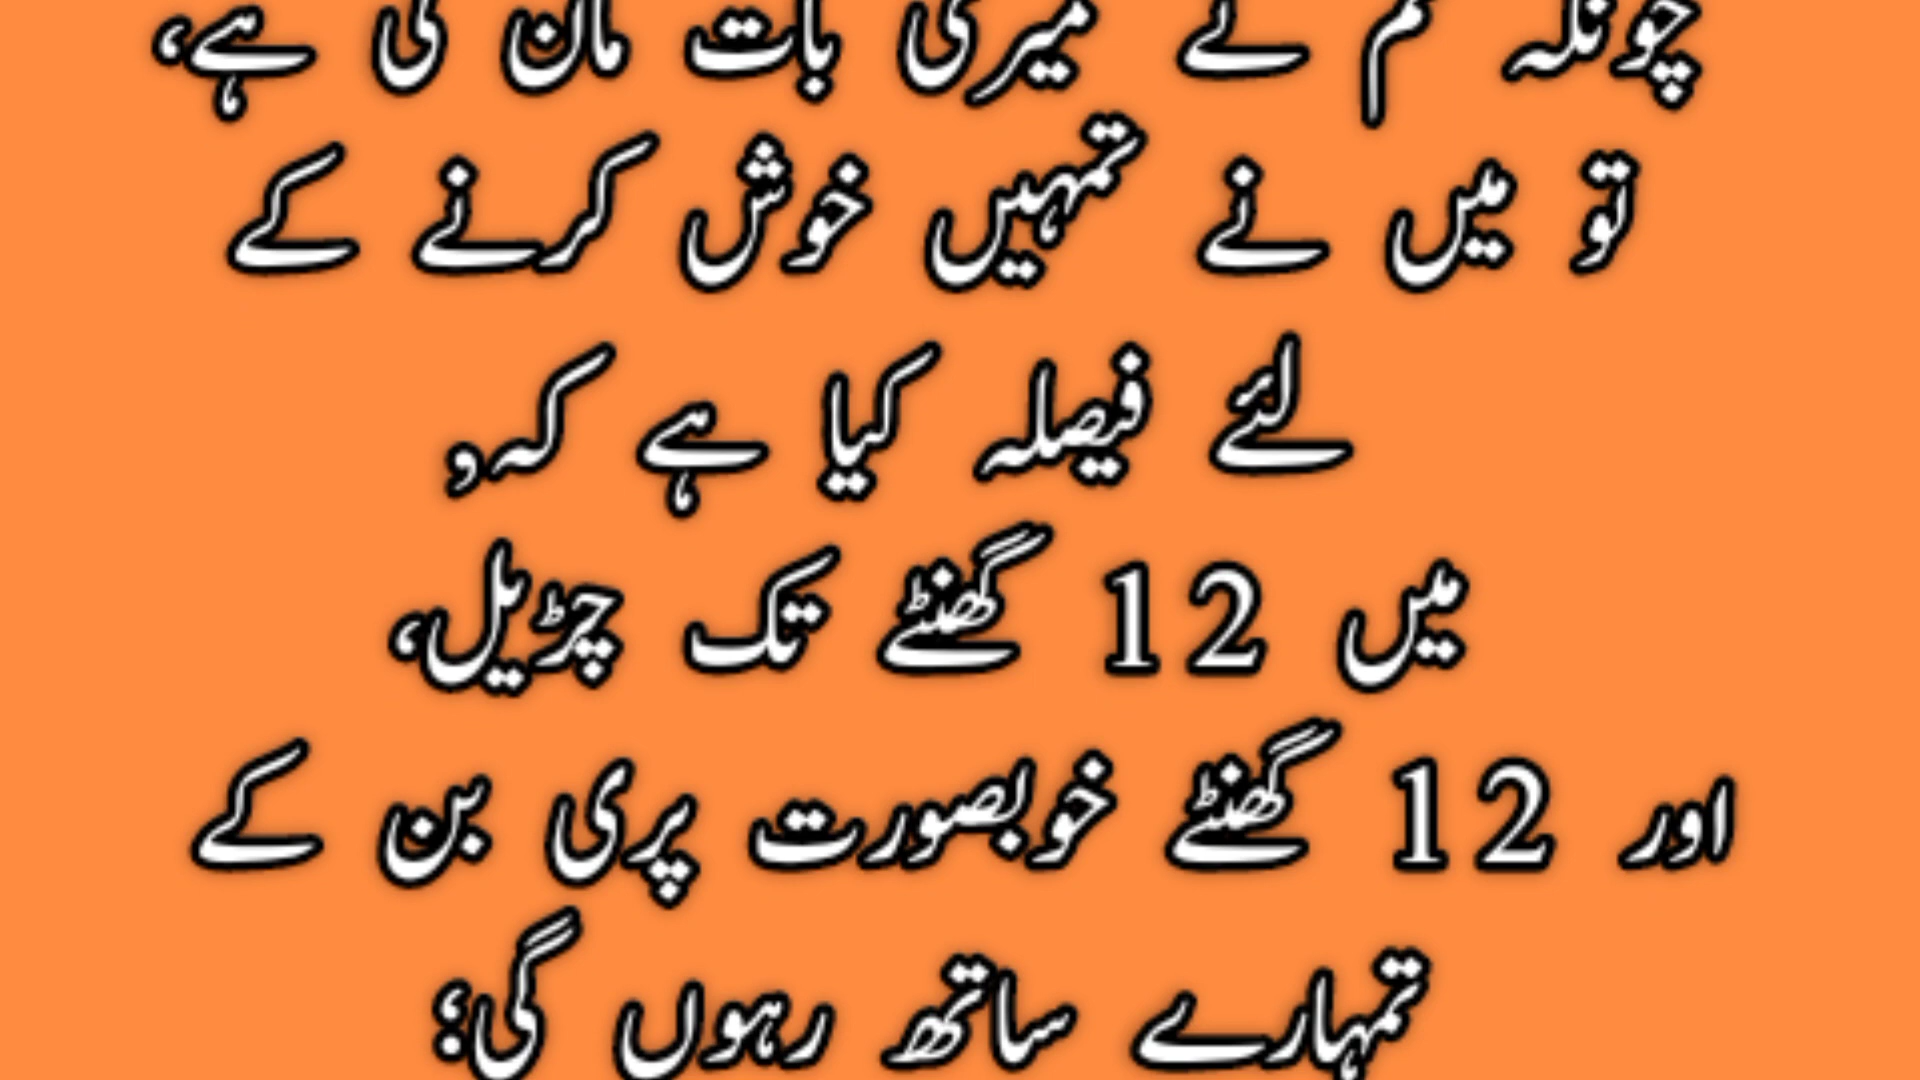 چونکہ تم نے میری بات مان لی ہے،
تو میں نے تمہیں خوش کرنے کے
لئے فیصلہ کیا ہے کہ,
میں 12 گھنٹے تک چڑیل،
اور 12 گھنٹے خوبصورت پری بن کے
تمہارے ساتھ رہوں گی؛